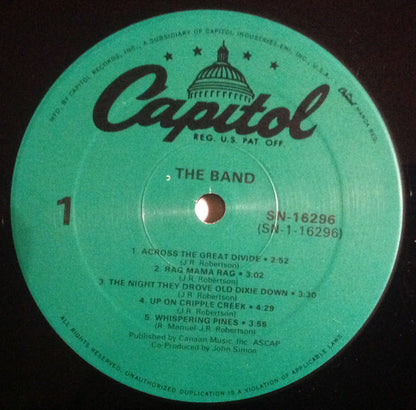 MFD. BY CAPITOL RECORDS, INC., A SUBSIDIARY OF CAPITOL INDUSTRIES-EMI, INC., U.S.A.
Capitol MARCA REG.
Capitol
REG. U.S. PAT. OFF.
THE BAND
1
SN-16296
(SN-1-16296)
1. ACROSS THE GREAT DIVIDE • 2:52
(J.R. Robertson)
2. RAG MAMA RAG • 3:02
(J.R. Robertson)
3. THE NIGHT THEY DROVE OLD DIXIE DOWN • 3:30
(J.R. Robertson)
4. UP ON CRIPPLE CREEK • 4:29
(J.R. Robertson)
5. WHISPERING PINES • 3:55
(R. Manuel-J.R. Robertson)
Published by Canaan Music, Inc. ASCAP
Co-Produced by John Simon
ALL RIGHTS RESERVED. UNAUTHORIZED DUPLICATION IS A VIOLATION OF APPLICABLE LAWS.